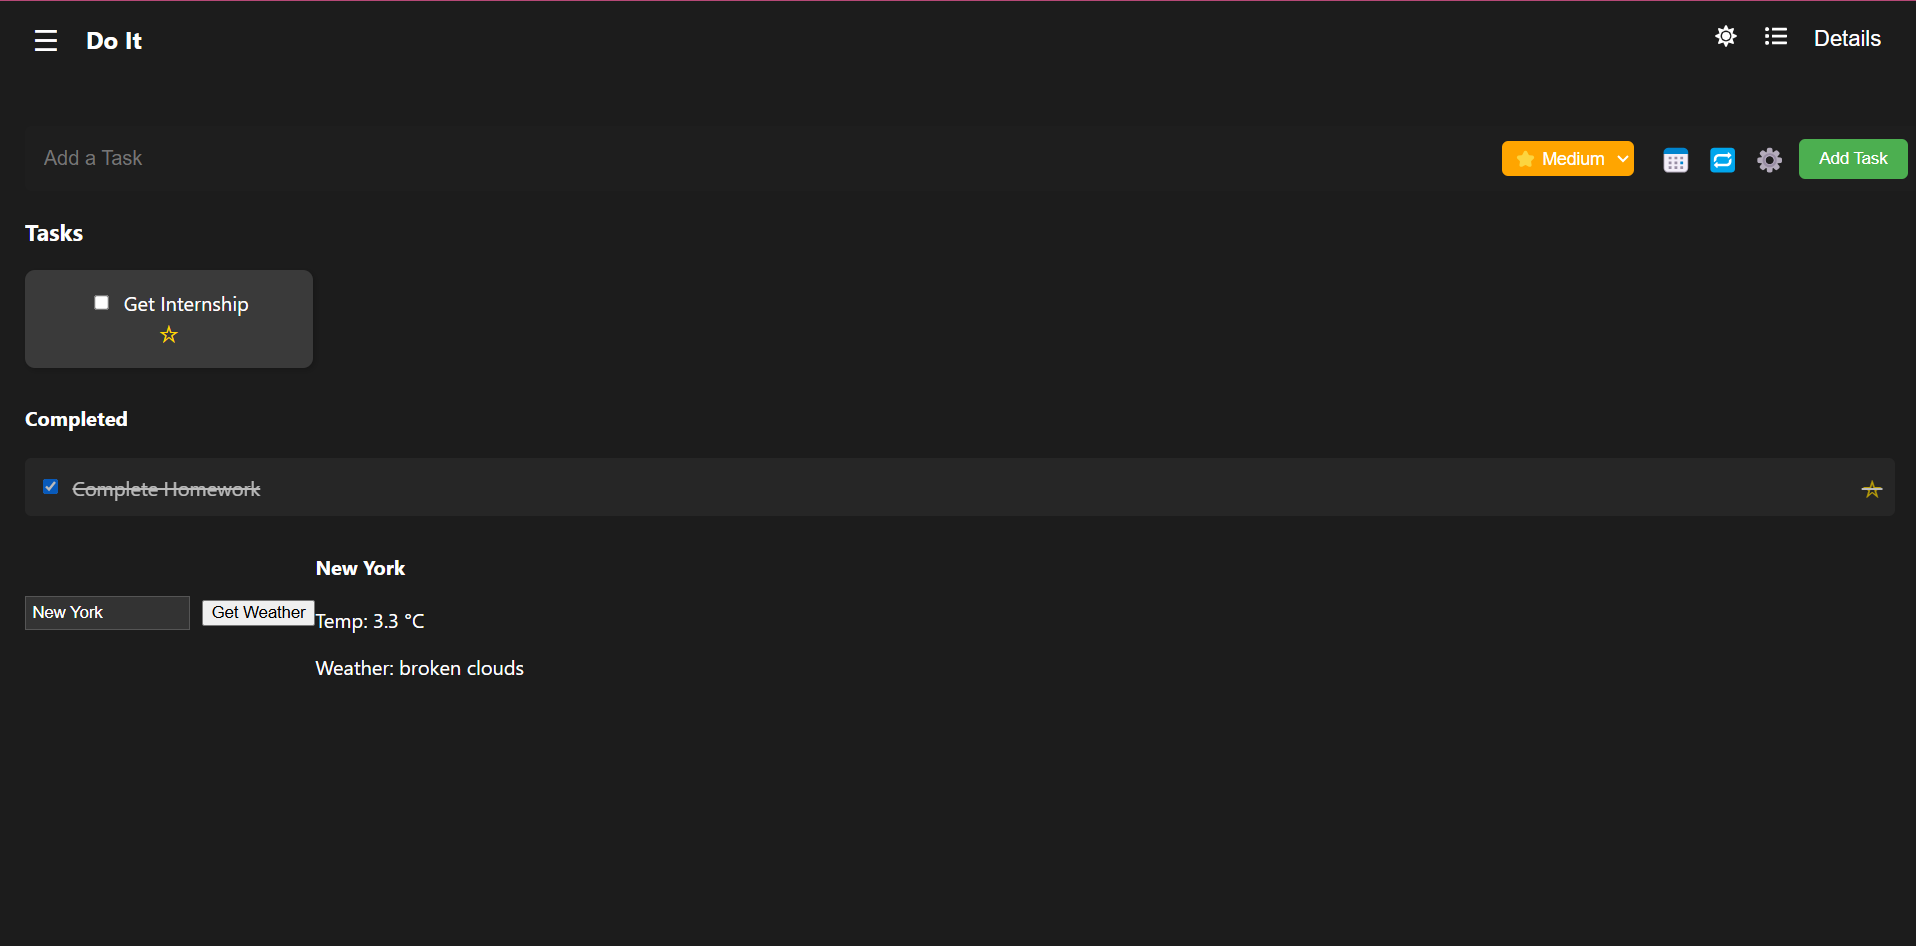 Do It
Details
Add a Task
Medium
Add Task
Tasks
Get Internship
Completed
Complete Homework
New York
New York
Get Weather
Temp: 3.3 °C
Weather: broken clouds